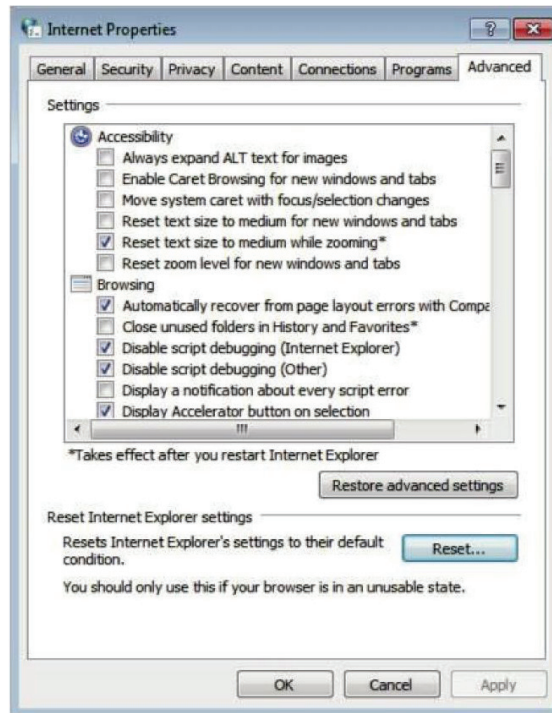 Internet Properties
General Security Privacy Content Connections Programs Advanced
Settings
Accessibility
Always expand ALT text for images
Enable Caret Browsing for new windows and tabs
Move system caret with focus/selection changes
Reset text size to medium for new windows and tabs
Reset text size to medium while zooming*
Reset zoom level for new windows and tabs
Browsing
Automatically recover from page layout errors with Compa
Close unused folders in History and Favorites*
Disable script debugging (Internet Explorer)
Disable script debugging (Other)
Display a notification about every script error
Display Accelerator button on selection
*Takes effect after you restart Internet Explorer
Restore advanced settings
Reset Internet Explorer settings
Resets Internet Explorer's settings to their default
condition.
Reset...
You should only use this if your browser is in an unusable state.
OK Cancel Apply